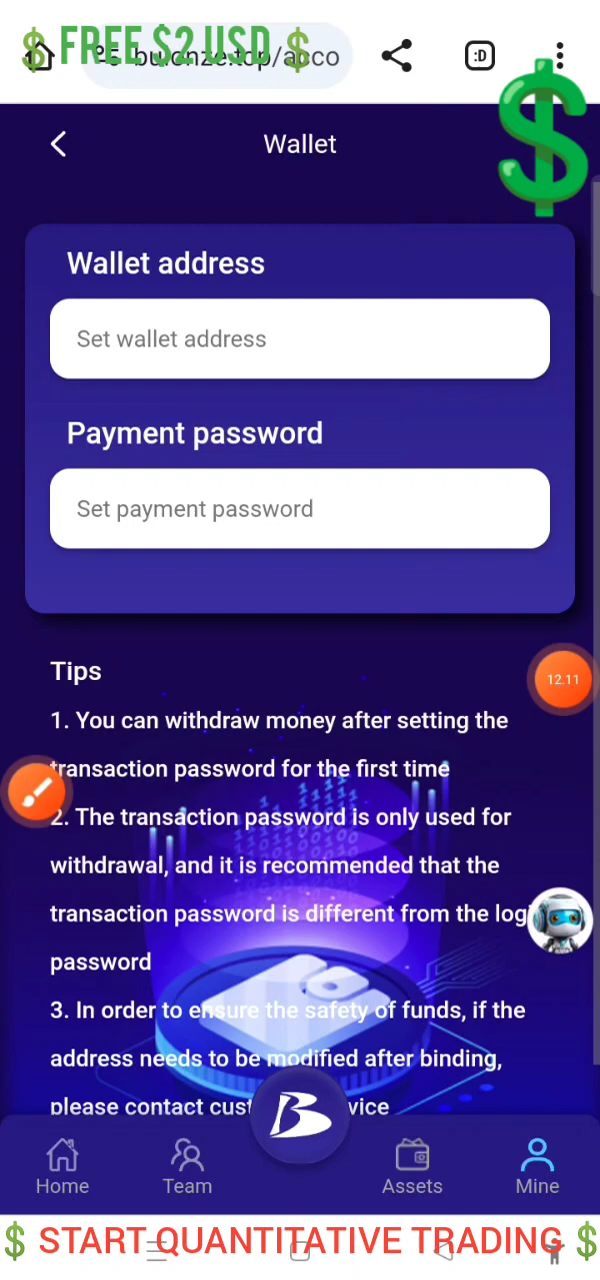 FREE $2 USD
bulonze.top/acco
:D
Wallet
Wallet address
Set wallet address
Payment password
Set payment password
Tips
1. You can withdraw money after setting the
transaction password for the first time
2. The transaction password is only used for
withdrawal, and it is recommended that the
transaction password is different from the log
password
3. In order to ensure the safety of funds, if the
address needs to be modified after binding,
please contact cust vice
12.11
B
Home
Team
Assets
Mine
$ START QUANTITATIVE TRADING $